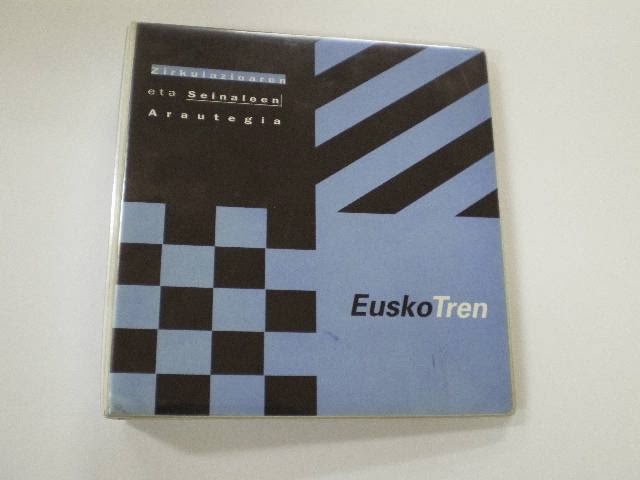 Zirkulazioaren
eta Seinaleen
Arautegia
EuskoTren